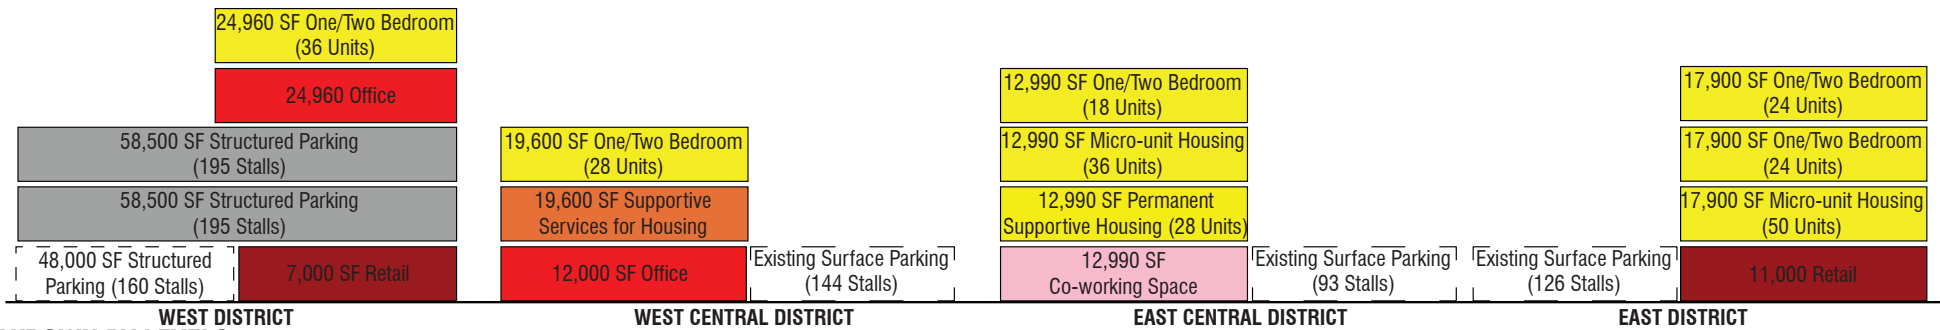 24,960 SF One/Two Bedroom
(36 Units)
24,960 Office
58,500 SF Structured Parking
(195 Stalls)
58,500 SF Structured Parking
(195 Stalls)
48,000 SF Structured
Parking (160 Stalls)
7,000 SF Retail
WEST DISTRICT
19,600 SF One/Two Bedroom
(28 Units)
19,600 SF Supportive
Services for Housing
12,000 SF Office
Existing Surface Parking
(144 Stalls)
WEST CENTRAL DISTRICT
12,990 SF One/Two Bedroom
(18 Units)
12,990 SF Micro-unit Housing
(36 Units)
12,990 SF Permanent
Supportive Housing (28 Units)
12,990 SF
Co-working Space
Existing Surface Parking
(93 Stalls)
EAST CENTRAL DISTRICT
17,900 SF One/Two Bedroom
(24 Units)
17,900 SF One/Two Bedroom
(24 Units)
17,900 SF Micro-unit Housing
(50 Units)
Existing Surface Parking
(126 Stalls)
11,000 Retail
EAST DISTRICT